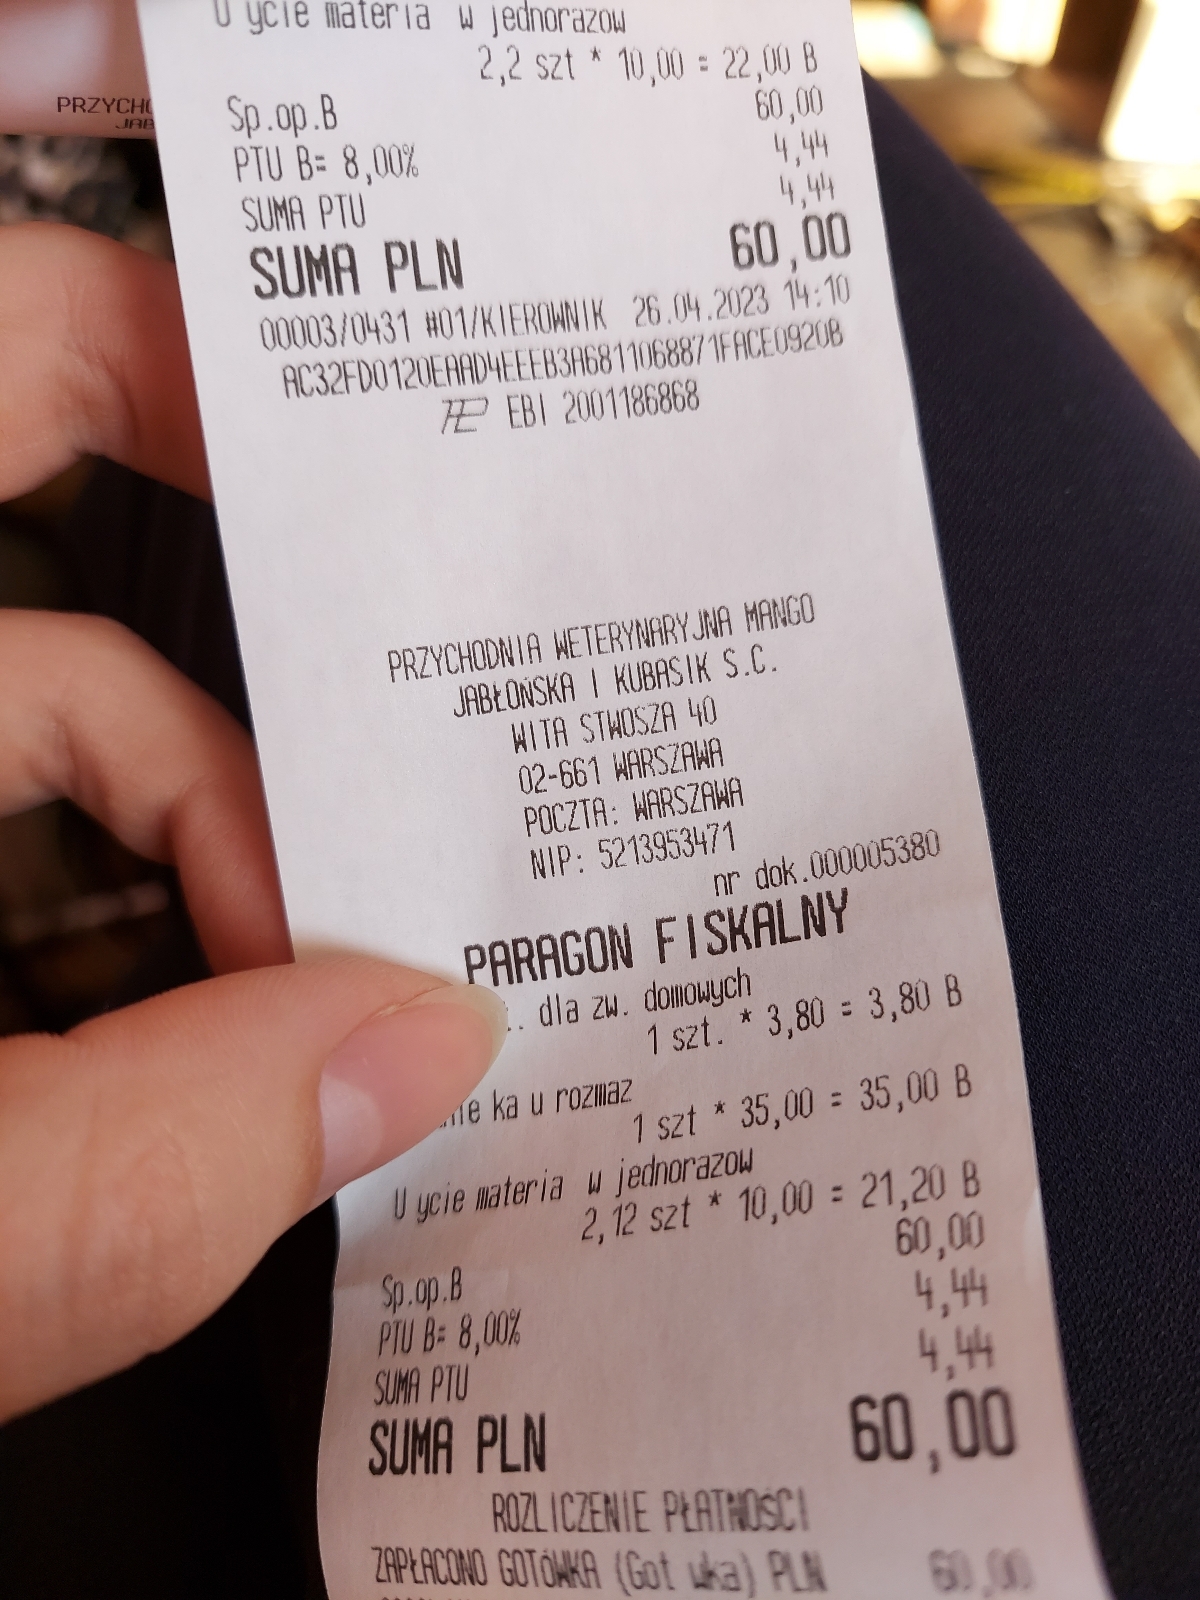 U ycie materia w jednorazow
2,2 szt * 10,00 = 22,00 B
Sp.op.B 60,00
PTU B= 8,00% 4,44
SUMA PTU 4,44
SUMA PLN 60,00
00003/0431 #01/KIEROWNIK 26.04.2023 14:10
AC32FD0120EAAD4EEEB3A6811068871FACE0920B
EBI 2001186868
PRZYCHODNIA WETERYNARYJNA MANGO
JABŁOŃSKA I KUBASIK S.C.
WITA STWOSZA 40
02-661 WARSZAWA
POCZTA: WARSZAWA
NIP: 5213953471
nr dok.000005380
PARAGON FISKALNY
. dla zw. domowych
1 szt. * 3,80 = 3,80 B
ka u rozmaz
1 szt * 35,00 = 35,00 B
U ycie materia w jednorazow
2,12 szt * 10,00 = 21,20 B
Sp.op.B 60,00
PTU B= 8,00% 4,44
SUMA PTU 4,44
SUMA PLN 60,00
ROZLICZENIE PŁATNOŚCI
ZAPŁACONO GOTÓWKA (Got wka) PLN 60,00